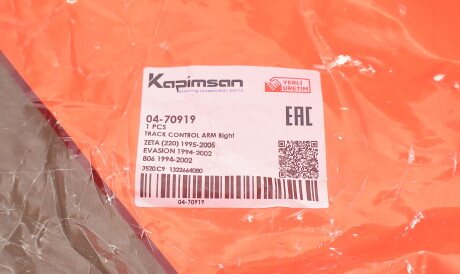 Kapimsan
YERLİ
ÜRETİM
04-70919
1 PCS
TRACK CONTROL ARM Right
ZETA (220) 1995-2005
EVASION 1994-2002
806 1994-2002
EAC
3520.C9 1322664080
04-70919